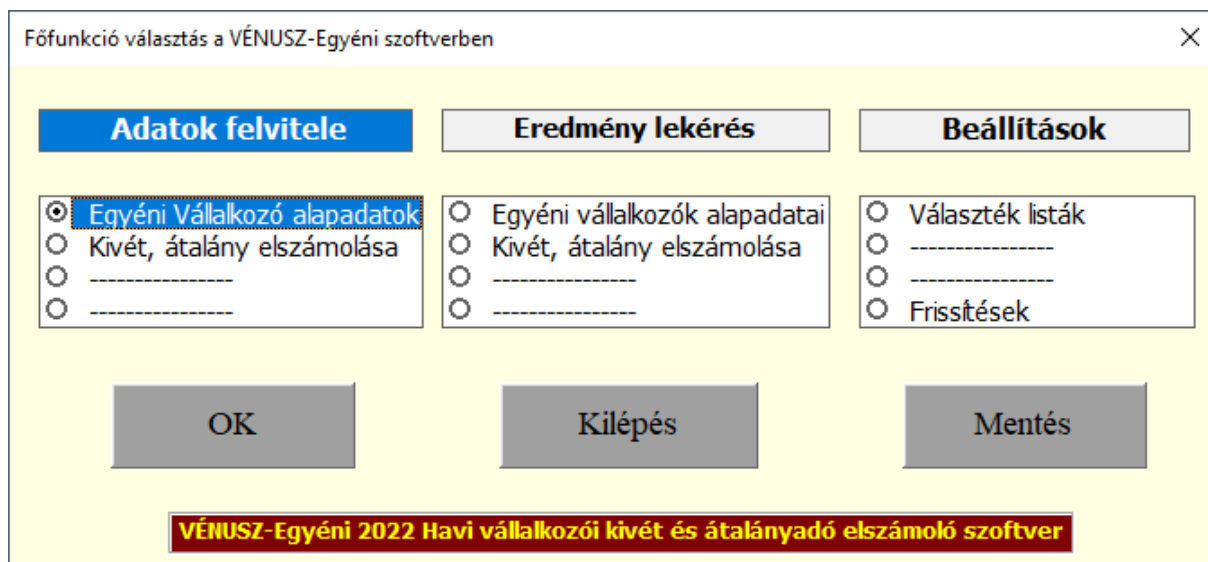 Főfunkció választás a VÉNUSZ-Egyéni szoftverben
Adatok felvitele
Eredmény lekérés
Beállítások
Egyéni Vállalkozó alapadatok
Kivét, átalány elszámolása
----------------
----------------
Egyéni vállalkozók alapadatai
Kivét, átalány elszámolása
----------------
----------------
Választék listák
----------------
----------------
Frissítések
OK
Kilépés
Mentés
VÉNUSZ-Egyéni 2022 Havi vállalkozói kivét és átalányadó elszámoló szoftver